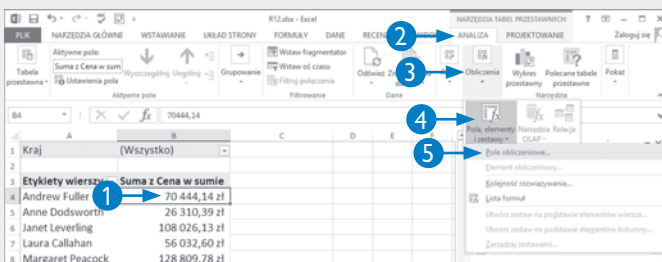 R12.xlsx - Excel
NARZĘDZIA TABEL PRZESTAWNYCH
PLIK NARZĘDZIA GŁÓWNE WSTAWIANIE UKŁAD STRONY FORMUŁY DANE 2 ANALIZA PROJEKTOWANIE Zaloguj się
Tabela przestawna
Aktywne pole:
Suma z Cena w sum
Ustawienia pola
Wyszczególnij Uogólnij
Aktywne pole
Grupowanie
Wstaw fragmentator
Wstaw oś czasu
Filtruj połączenia
Filtrowanie
Odśwież
Dane
3
Obliczenia
Wykres przestawny
Polecane tabele przestawne
Narzędzia
Pokaż
B4 fx 70444,14
4
Pola, elementy i zestawy
Narzędzia OLAP
Relacje
5
Pole obliczeniowe...
Element obliczeniowy...
Kolejność rozwiązywania...
Lista formuł
Utwórz zestaw na podstawie elementów wiersza...
Utwórz zestaw na podstawie elementów kolumny...
Zarządzaj zestawami...
A B C D E
1 Kraj (Wszystko)
2
3 Etykiety wierszy Suma z Cena w sumie
4 Andrew Fuller 1 70 444,14 zł
5 Anne Dodsworth 26 310,39 zł
6 Janet Leverling 108 026,13 zł
7 Laura Callahan 56 032,60 zł
8 Margaret Peacock 128 809,78 zł